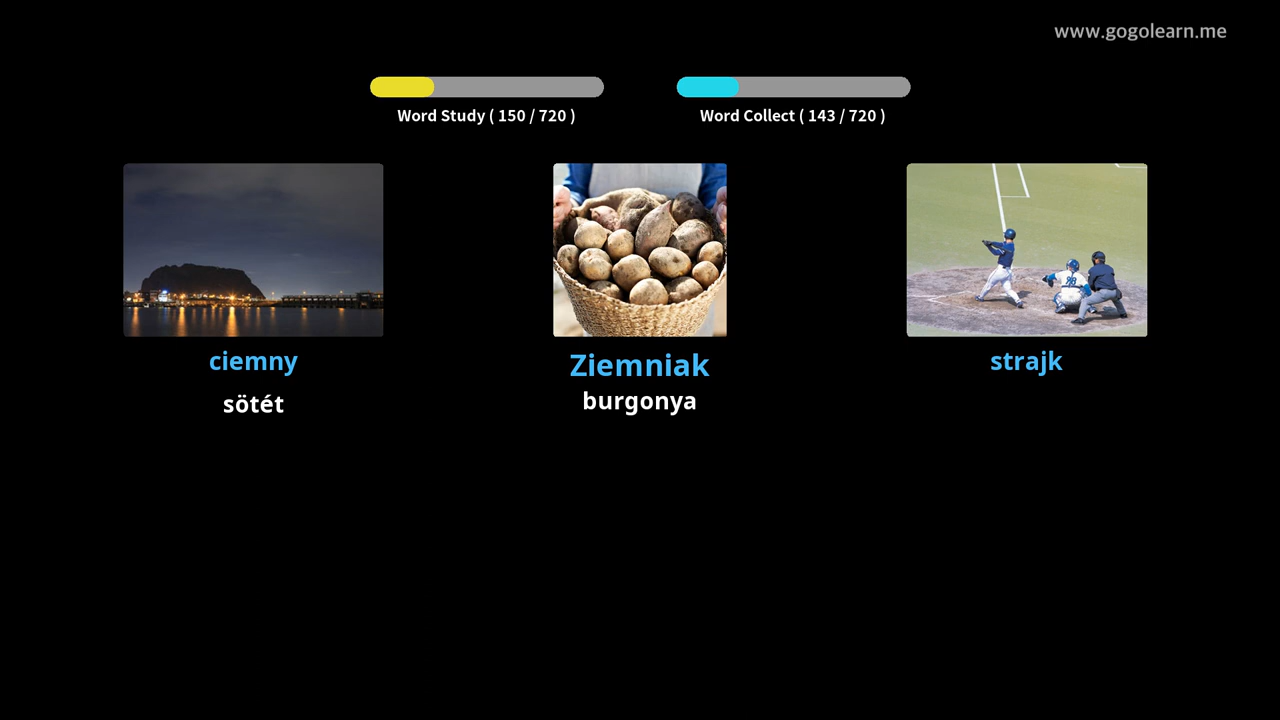 www.gogolearn.me
Word Study ( 150 / 720 )
Word Collect ( 143 / 720 )
ciemny
sötét
Ziemniak
burgonya
strajk